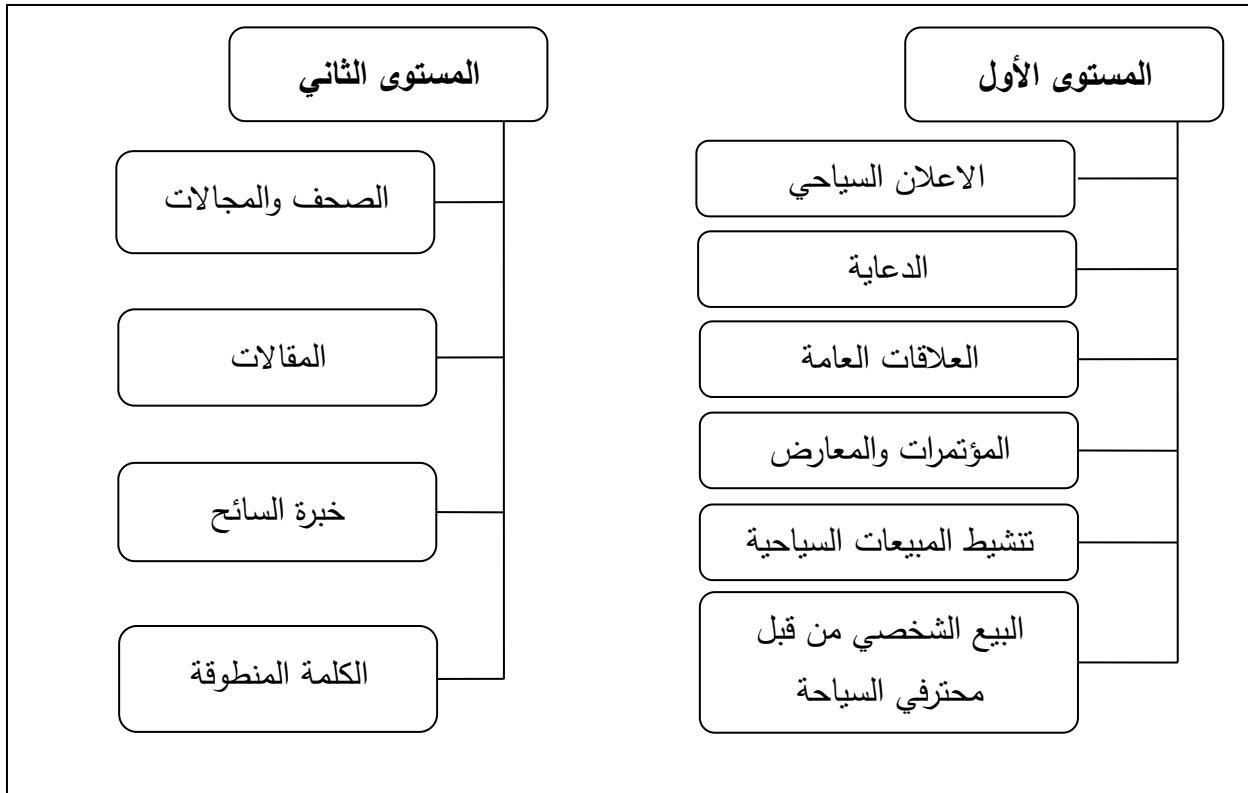 المستوى الأول
الاعلان السياحي
الدعاية
العلاقات العامة
المؤتمرات والمعارض
تنشيط المبيعات السياحية
البيع الشخصي من قبل
محترفي السياحة
المستوى الثاني
الصحف والمجالات
المقالات
خبرة السائح
الكلمة المنطوقة